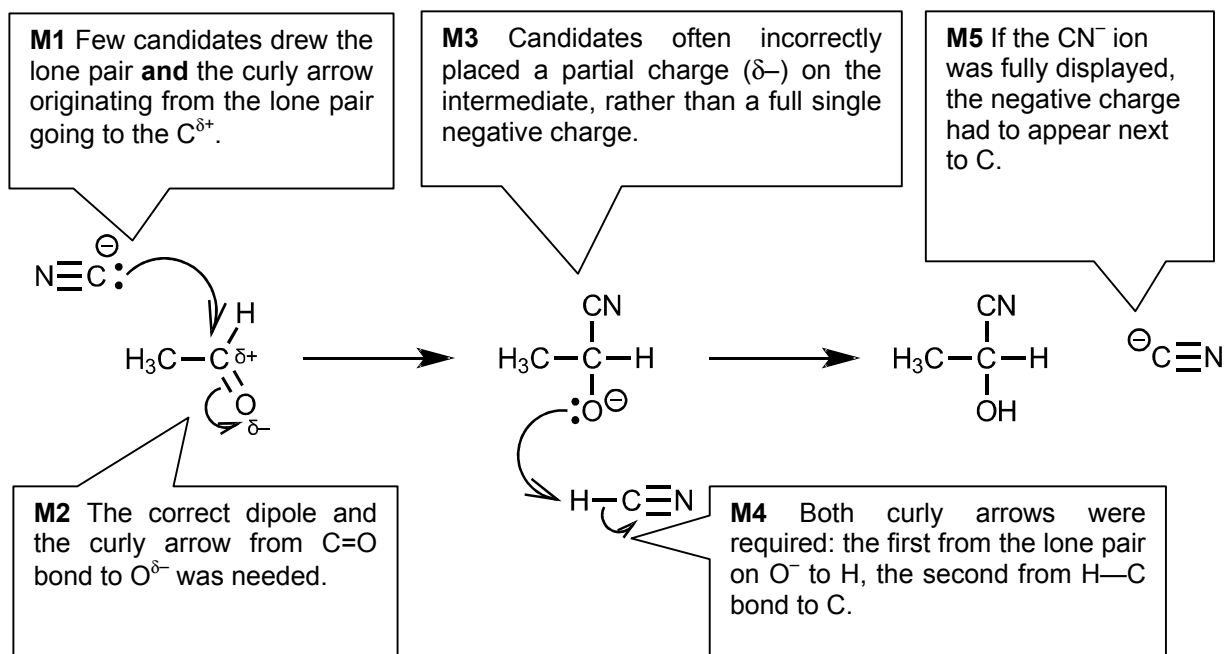 M1 Few candidates drew the
lone pair and the curly arrow
originating from the lone pair
going to the Cδ+.
M3 Candidates often incorrectly
placed a partial charge (δ–) on the
intermediate, rather than a full single
negative charge.
M5 If the CN⁻ ion
was fully displayed,
the negative charge
had to appear next
to C.
N≡C:⊖
H
H₃C–C δ+
O
δ–
CN
H₃C–C–H
:O⊖
H–C≡N
CN
H₃C–C–H
OH
⊖C≡N
M2 The correct dipole and
the curly arrow from C=O
bond to Oδ– was needed.
M4 Both curly arrows were
required: the first from the lone pair
on O⁻ to H, the second from H—C
bond to C.